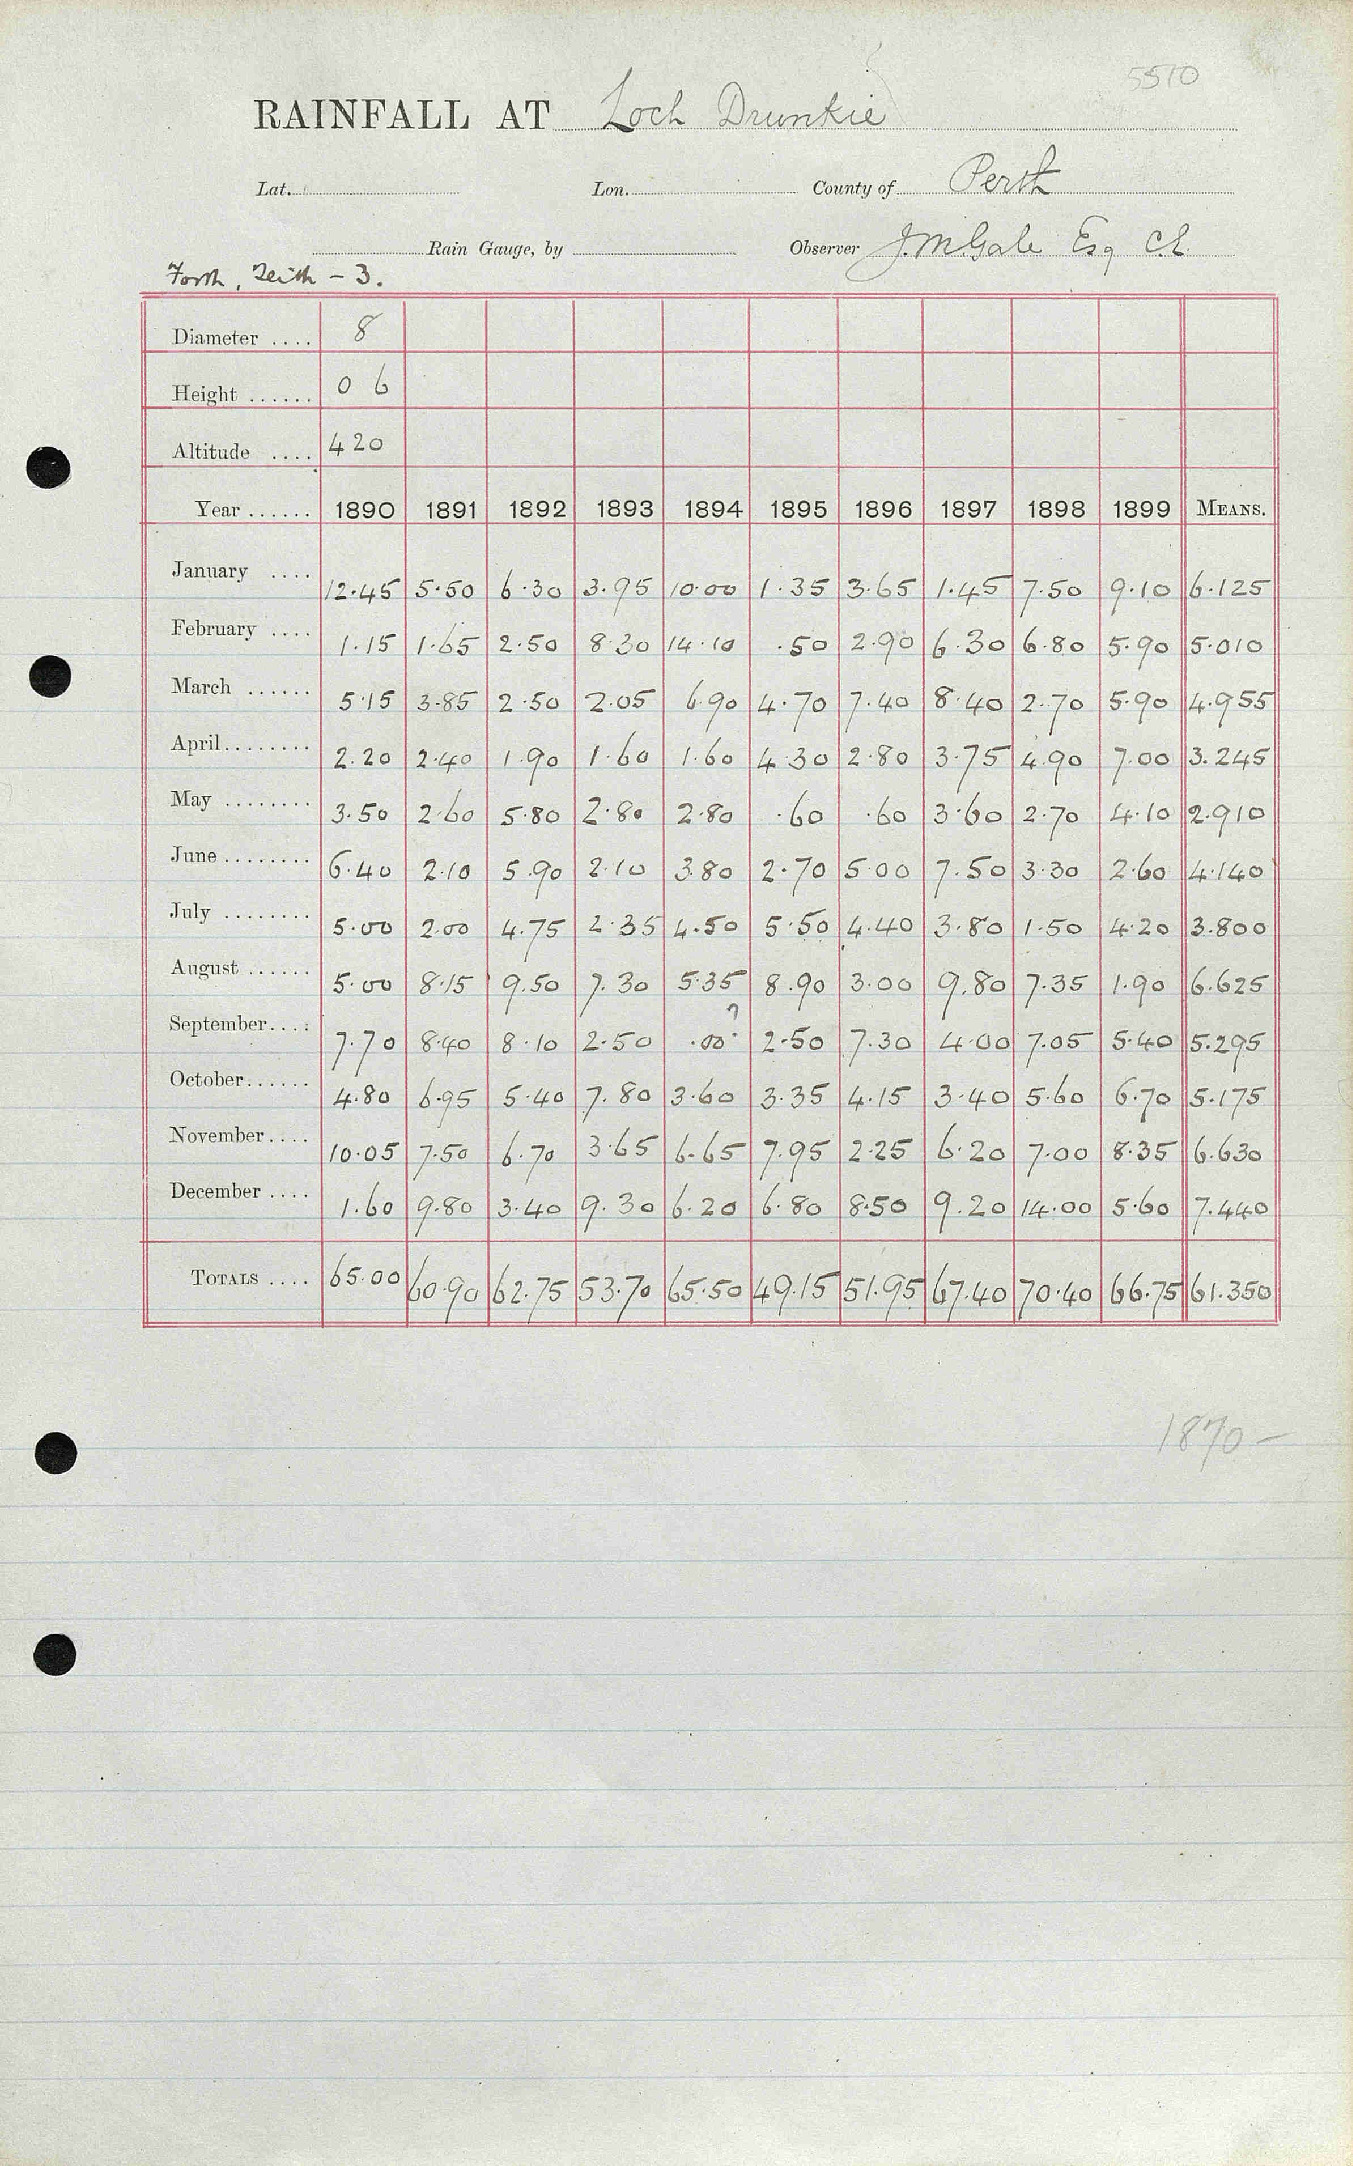 5510
RAINFALL AT Loch Drunkie
Lat. Lon. County of Perth
Rain Gauge, by Observer J. M. Gale Esq C.E.
Forth, Teith - 3.
Diameter .... 8
Height ...... 0 6
Altitude .... 420
Year ...... 1890 1891 1892 1893 1894 1895 1896 1897 1898 1899 MEANS.
January .... 12.45 5.50 6.30 3.95 10.00 1.35 3.65 1.45 7.50 9.10 6.125
February .... 1.15 1.65 2.50 8.30 14.10 .50 2.90 6.30 6.80 5.90 5.010
March ...... 5.15 3.85 2.50 2.05 6.90 4.70 7.40 8.40 2.70 5.90 4.955
April ........ 2.20 2.40 1.90 1.60 1.60 4.30 2.80 3.75 4.90 7.00 3.245
May ........ 3.50 2.60 5.80 2.80 2.80 .60 .60 3.60 2.70 4.10 2.910
June ........ 6.40 2.10 5.90 2.10 3.80 2.70 5.00 7.50 3.30 2.60 4.140
July ........ 5.00 2.00 4.75 2.35 4.50 5.50 4.40 3.80 1.50 4.20 3.800
August ...... 5.00 8.15 9.50 7.30 5.35 8.90 3.00 9.80 7.35 1.90 6.625
September.... 7.70 8.40 8.10 2.50 .00? 2.50 7.30 4.00 7.05 5.40 5.295
October...... 4.80 6.95 5.40 7.80 3.60 3.35 4.15 3.40 5.60 6.70 5.175
November.... 10.05 7.50 6.70 3.65 6.65 7.95 2.25 6.20 7.00 8.35 6.630
December .... 1.60 9.80 3.40 9.30 6.20 6.80 8.50 9.20 14.00 5.60 7.440
TOTALS .... 65.00 60.90 62.75 53.70 65.50 49.15 51.95 67.40 70.40 66.75 61.350
1870 -